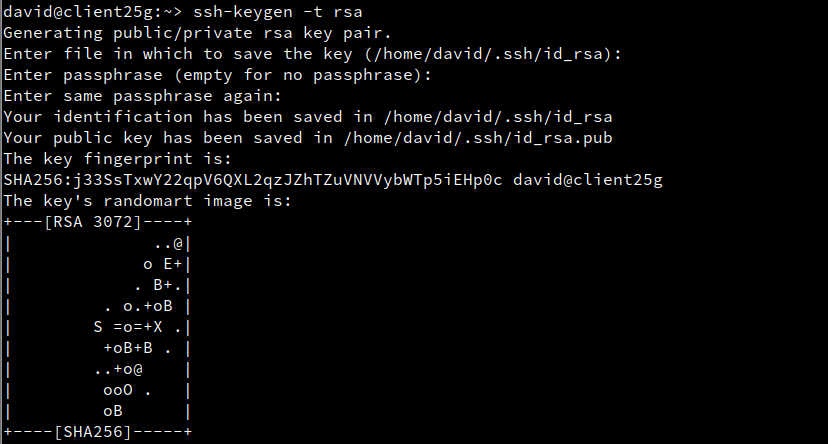 david@client25g:~> ssh-keygen -t rsa
Generating public/private rsa key pair.
Enter file in which to save the key (/home/david/.ssh/id_rsa):
Enter passphrase (empty for no passphrase):
Enter same passphrase again:
Your identification has been saved in /home/david/.ssh/id_rsa
Your public key has been saved in /home/david/.ssh/id_rsa.pub
The key fingerprint is:
SHA256:j33SsTxwY22qpV6QXL2qzJZhTZuVNVVybWTp5iEHp0c david@client25g
The key's randomart image is:
+---[RSA 3072]----+
|              ..@|
|             o E+|
|            . B+.|
|         . o.+oB |
|        S =o=+X .|
|         +oB+B . |
|        ..+o@    |
|         ooO .   |
|         oB      |
+----[SHA256]-----+